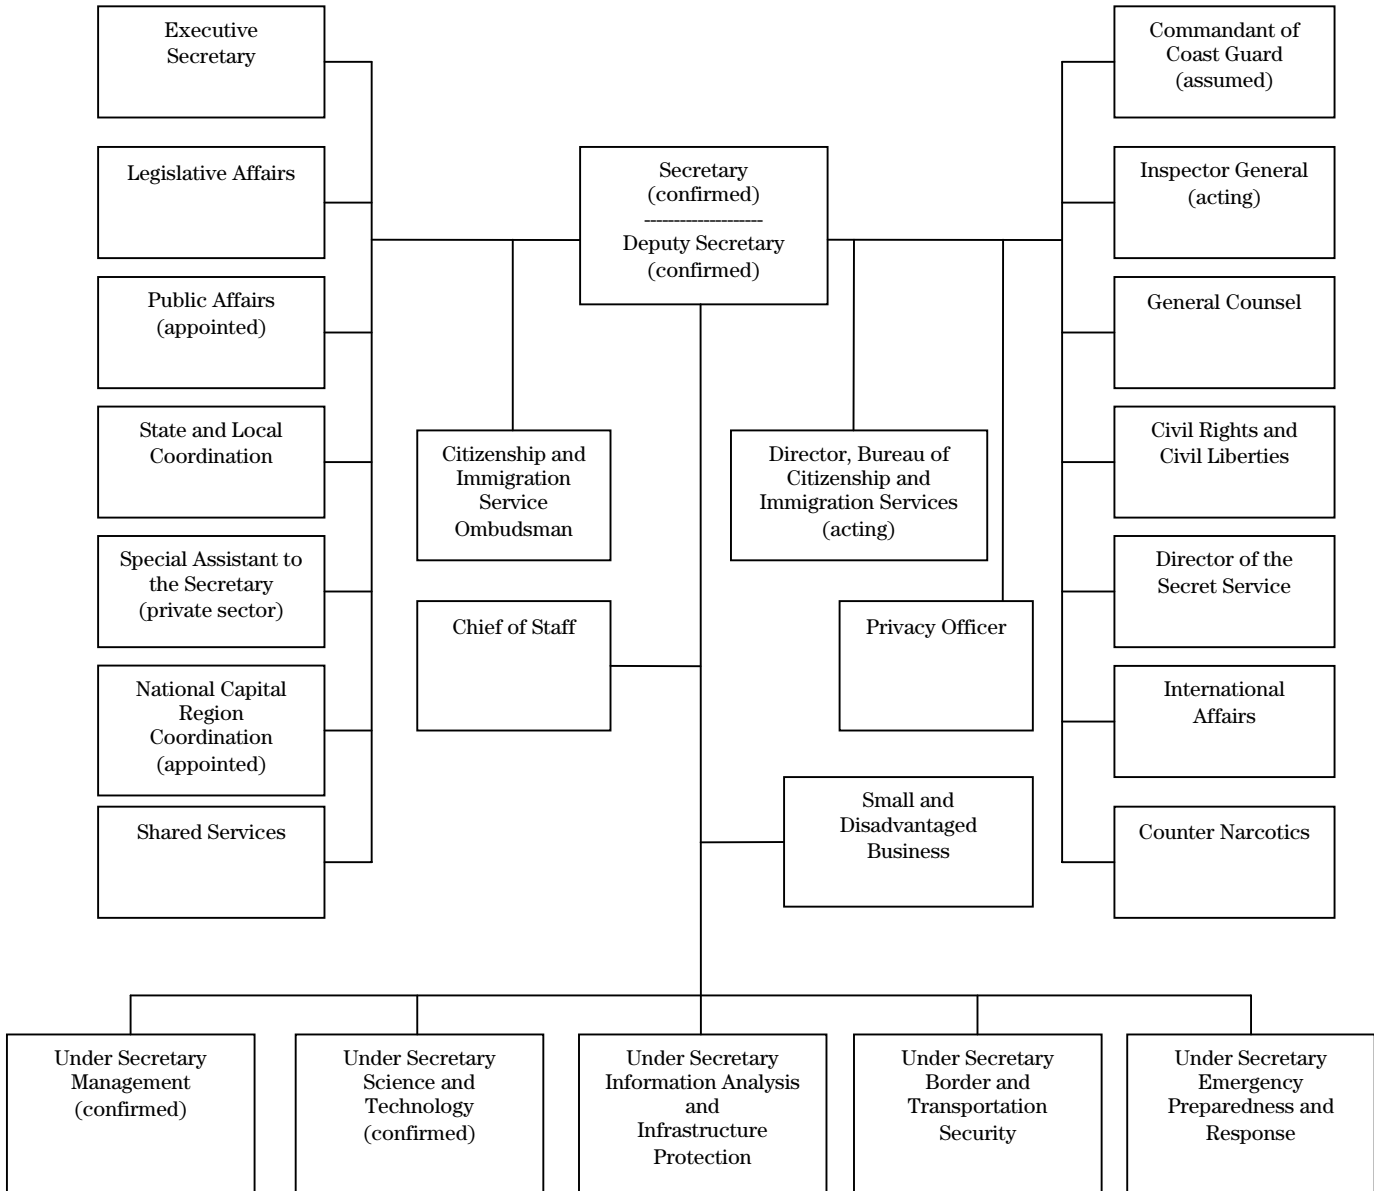 Executive
Secretary
Legislative Affairs
Public Affairs
(appointed)
State and Local
Coordination
Special Assistant to
the Secretary
(private sector)
National Capital
Region
Coordination
(appointed)
Shared Services
Secretary
(confirmed)
--------------------
Deputy Secretary
(confirmed)
Citizenship and
Immigration
Service
Ombudsman
Director, Bureau of
Citizenship and
Immigration Services
(acting)
Chief of Staff
Privacy Officer
Small and
Disadvantaged
Business
Commandant of
Coast Guard
(assumed)
Inspector General
(acting)
General Counsel
Civil Rights and
Civil Liberties
Director of the
Secret Service
International
Affairs
Counter Narcotics
Under Secretary
Management
(confirmed)
Under Secretary
Science and
Technology
(confirmed)
Under Secretary
Information Analysis
and
Infrastructure
Protection
Under Secretary
Border and
Transportation
Security
Under Secretary
Emergency
Preparedness and
Response